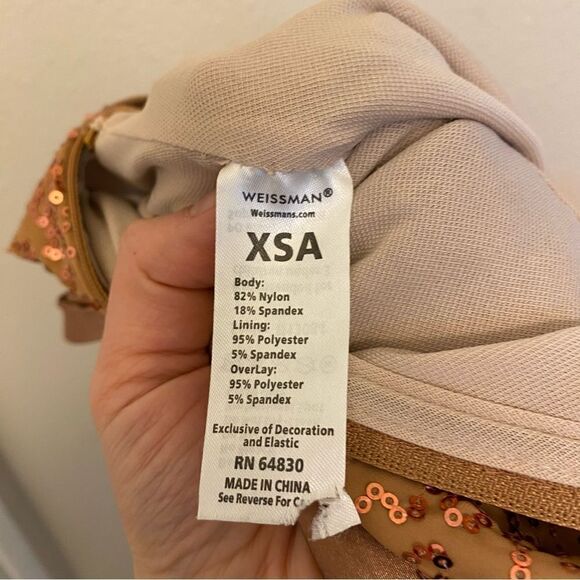 WEISSMAN®
Weissmans.com
XSA
Body:
82% Nylon
18% Spandex
Lining:
95% Polyester
5% Spandex
OverLay:
95% Polyester
5% Spandex
Exclusive of Decoration
and Elastic
RN 64830
MADE IN CHINA
See Reverse For